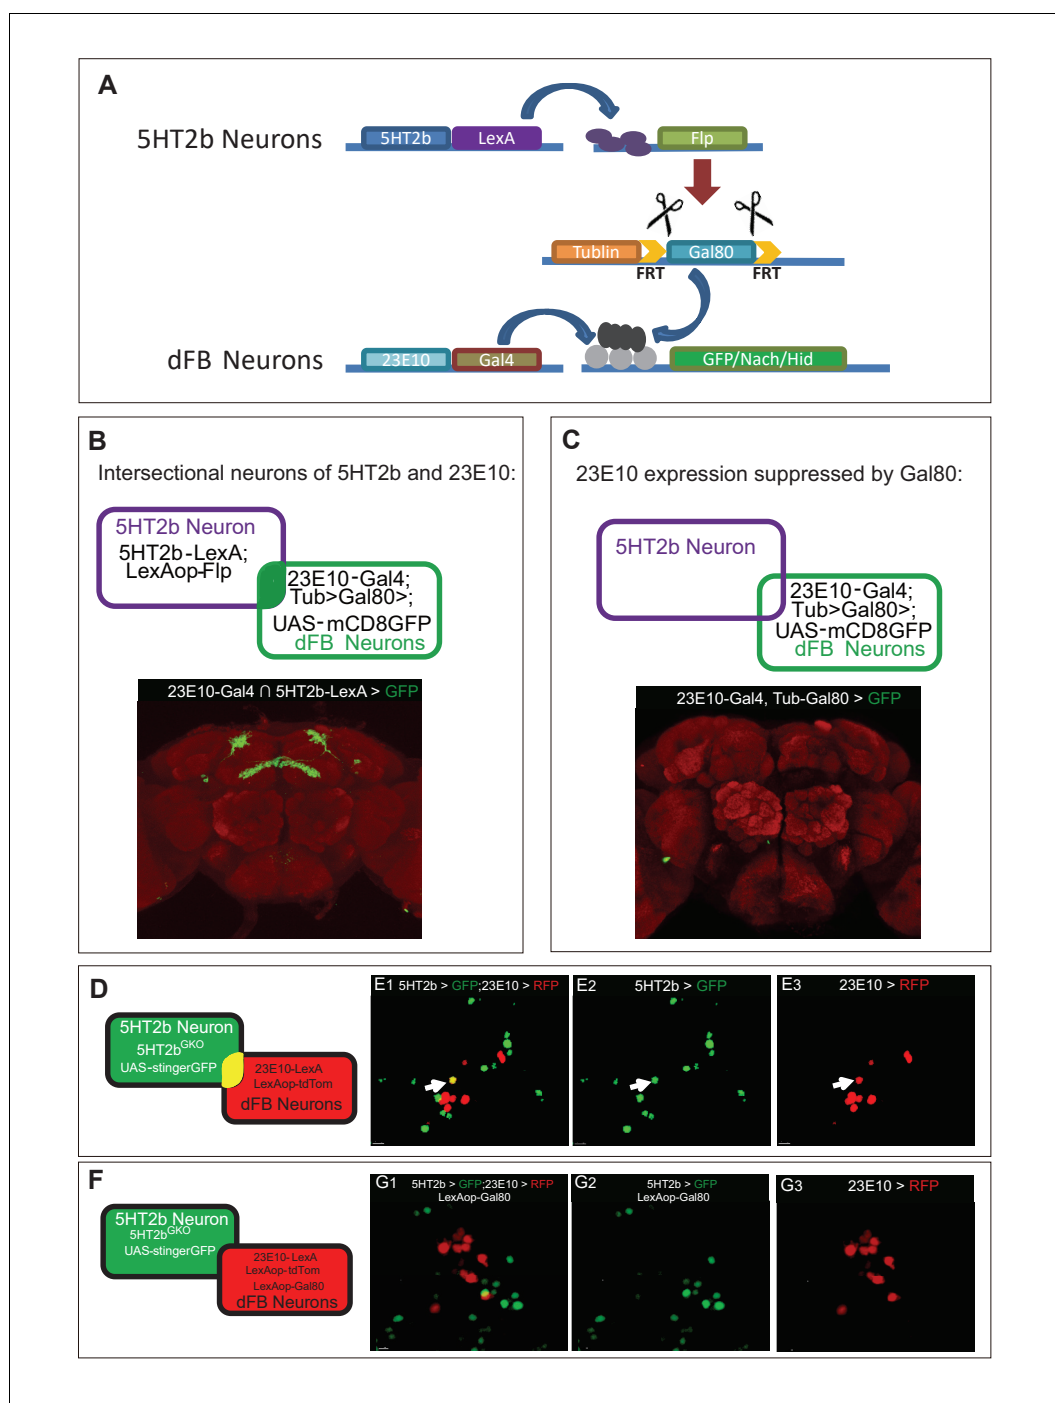 A
5HT2b Neurons
5HT2b
LexA
Flp
Tublin
Gal80
FRT
FRT
dFB Neurons
23E10
Gal4
GFP/Nach/Hid
B
Intersectional neurons of 5HT2b and 23E10:
5HT2b Neuron
5HT2b-LexA;
LexAop-Flp
23E10-Gal4;
Tub>Gal80>;
UAS-mCD8GFP
dFB Neurons
23E10-Gal4 ∩ 5HT2b-LexA > GFP
C
23E10 expression suppressed by Gal80:
5HT2b Neuron
23E10-Gal4;
Tub>Gal80>;
UAS-mCD8GFP
dFB Neurons
23E10-Gal4, Tub-Gal80 > GFP
D
5HT2b Neuron
5HT2bGKO
UAS-stingerGFP
23E10-LexA
LexAop-tdTom
dFB Neurons
E1 5HT2b > GFP;23E10 > RFP
E2 5HT2b > GFP
E3 23E10 > RFP
F
5HT2b Neuron
5HT2bGKO
UAS-stingerGFP
23E10-LexA
LexAop-tdTom
LexAop-Gal80
dFB Neurons
G1 5HT2b > GFP;23E10 > RFP
LexAop-Gal80
G2 5HT2b > GFP
LexAop-Gal80
G3 23E10 > RFP